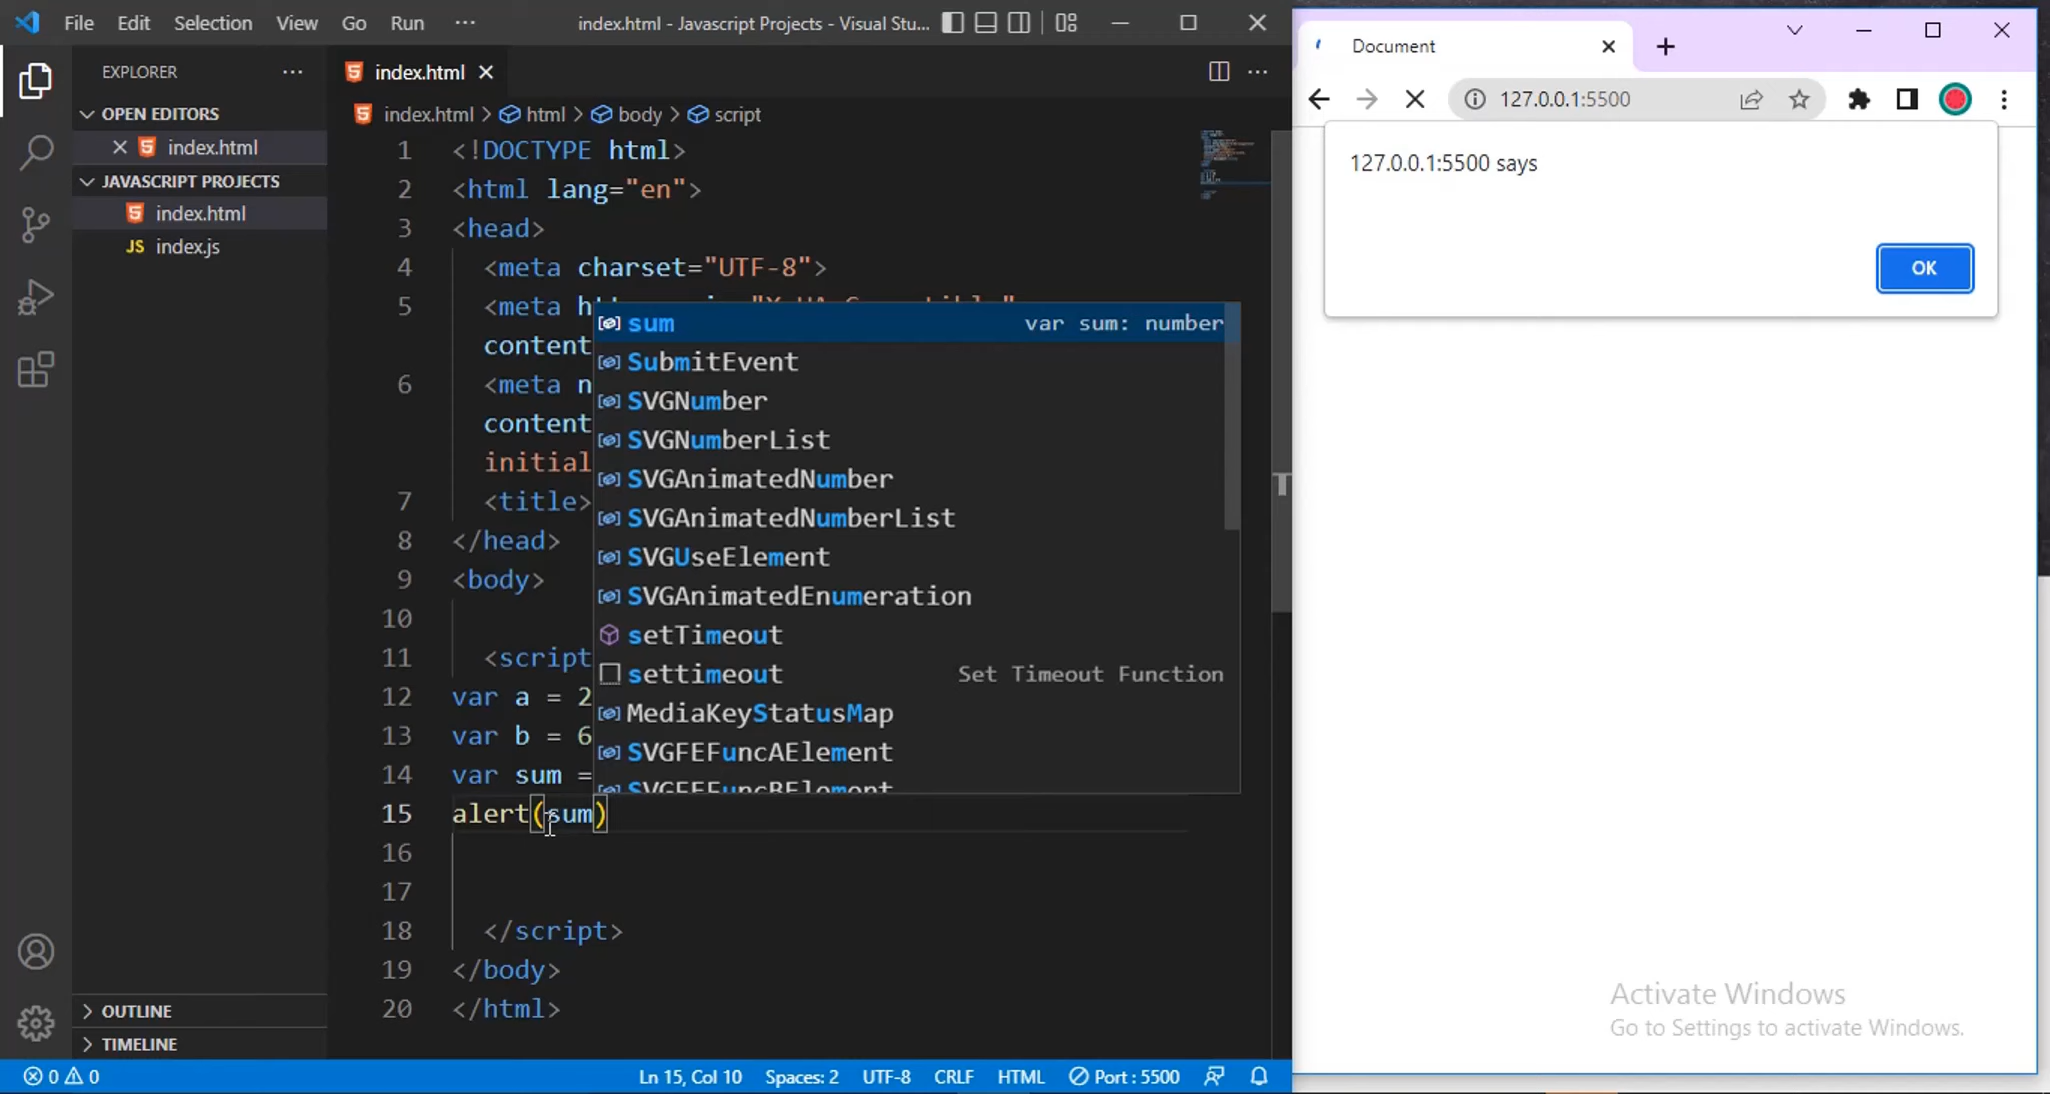 File Edit Selection View Go Run ··· index.html - Javascript Projects - Visual Stu...
EXPLORER ···
OPEN EDITORS
index.html
JAVASCRIPT PROJECTS
index.html
JS index.js
OUTLINE
TIMELINE
index.html
index.html > html > body > script
1 <!DOCTYPE html>
2 <html lang="en">
3 <head>
4 <meta charset="UTF-8">
5 <meta
content
6 <meta n
content
initial
7 <title>
8 </head>
9 <body>
10
11 <script
12 var a = 2
13 var b = 6
14 var sum =
15 alert(sum)
16
17
18 </script>
19 </body>
20 </html>
sum var sum: number
SubmitEvent
SVGNumber
SVGNumberList
SVGAnimatedNumber
SVGAnimatedNumberList
SVGUseElement
SVGAnimatedEnumeration
setTimeout
settimeout Set Timeout Function
MediaKeyStatusMap
SVGFEFuncAElement
SVGFEFuncBElement
0 0 Ln 15, Col 10 Spaces: 2 UTF-8 CRLF HTML Port : 5500
Document
127.0.0.1:5500
127.0.0.1:5500 says
OK
Activate Windows
Go to Settings to activate Windows.